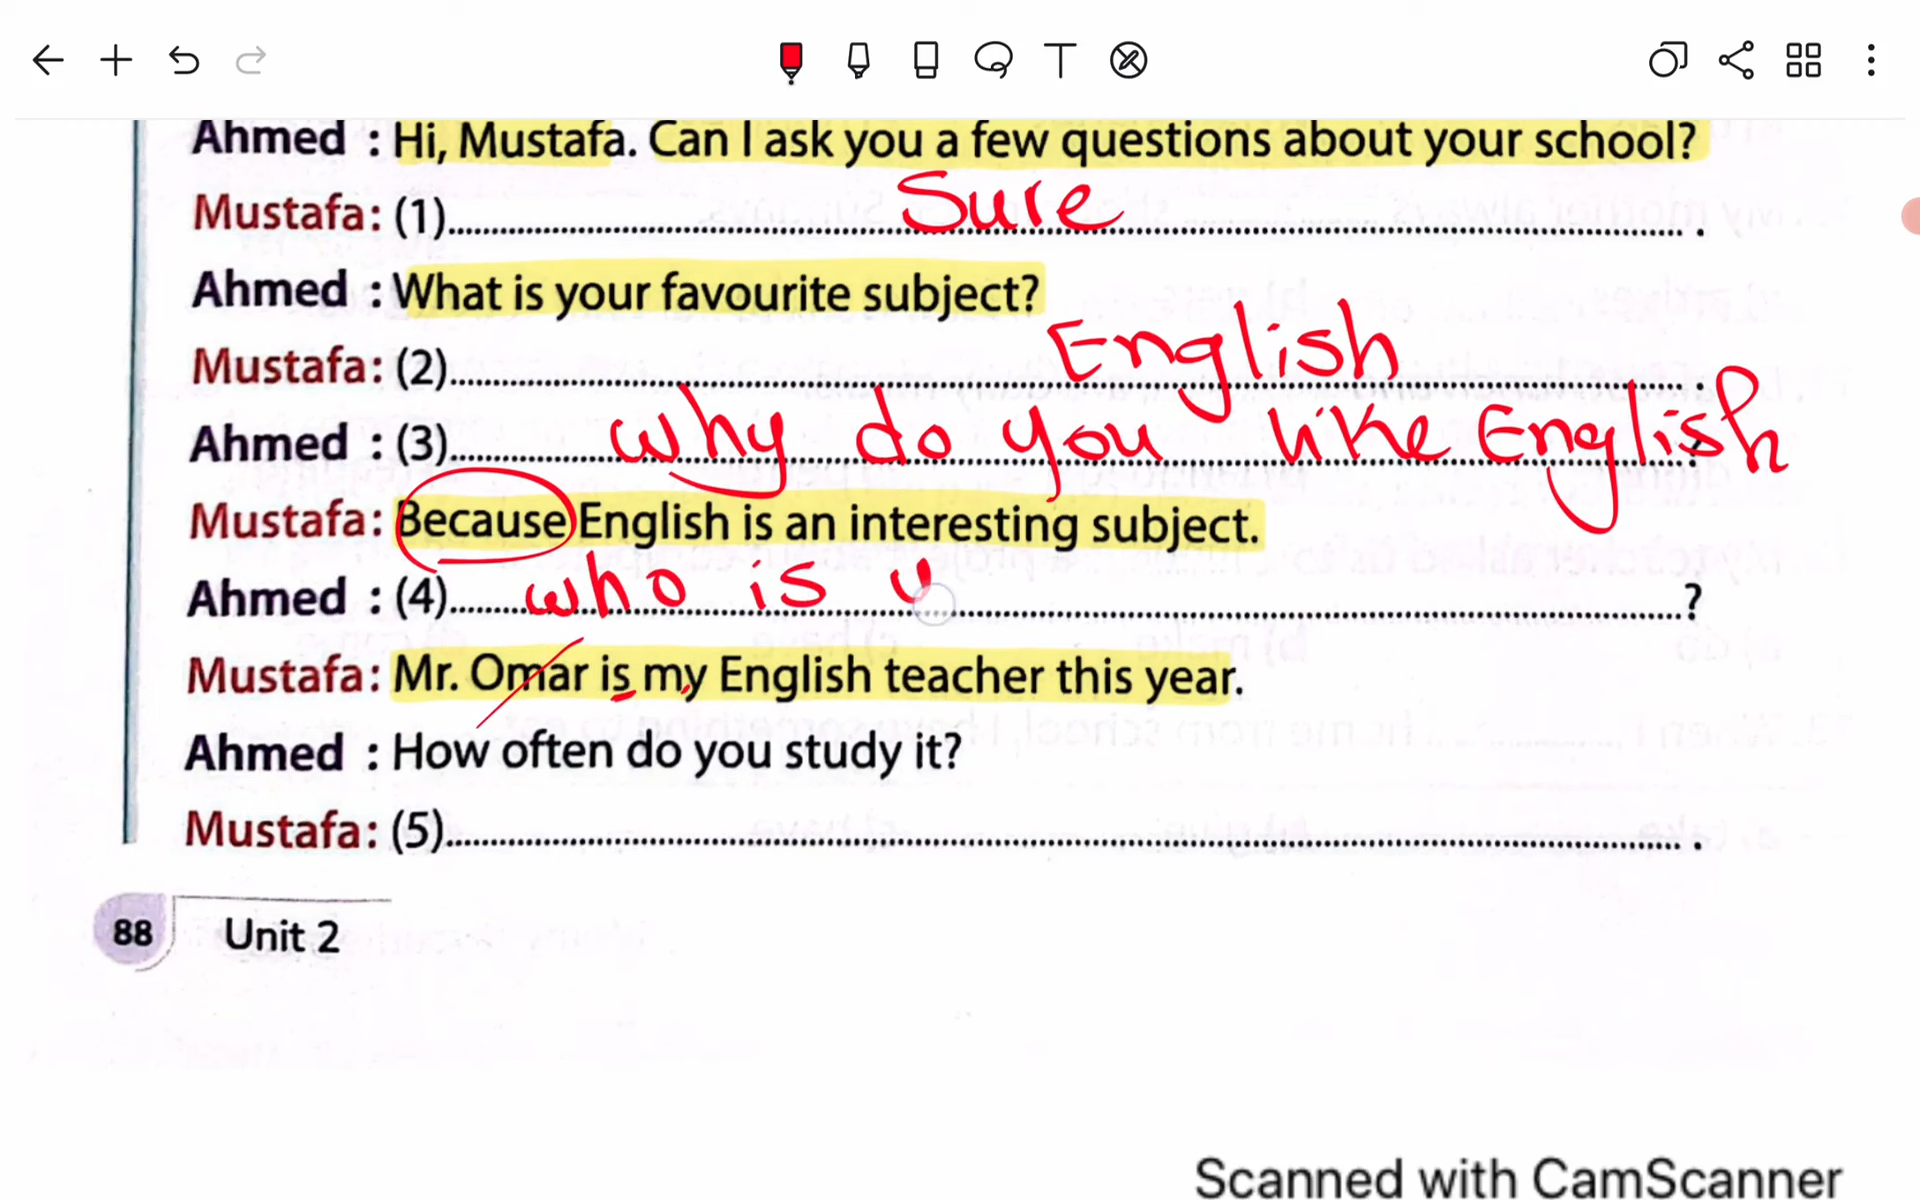 Ahmed : Hi, Mustafa. Can I ask you a few questions about your school?
Mustafa: (1) Sure .
Ahmed : What is your favourite subject?
Mustafa: (2) English .
Ahmed : (3) why do you like English ?
Mustafa: Because English is an interesting subject.
Ahmed : (4) who is ?
Mustafa: Mr. Omar is my English teacher this year.
Ahmed : How often do you study it?
Mustafa: (5) .
88 Unit 2
Scanned with CamScanner